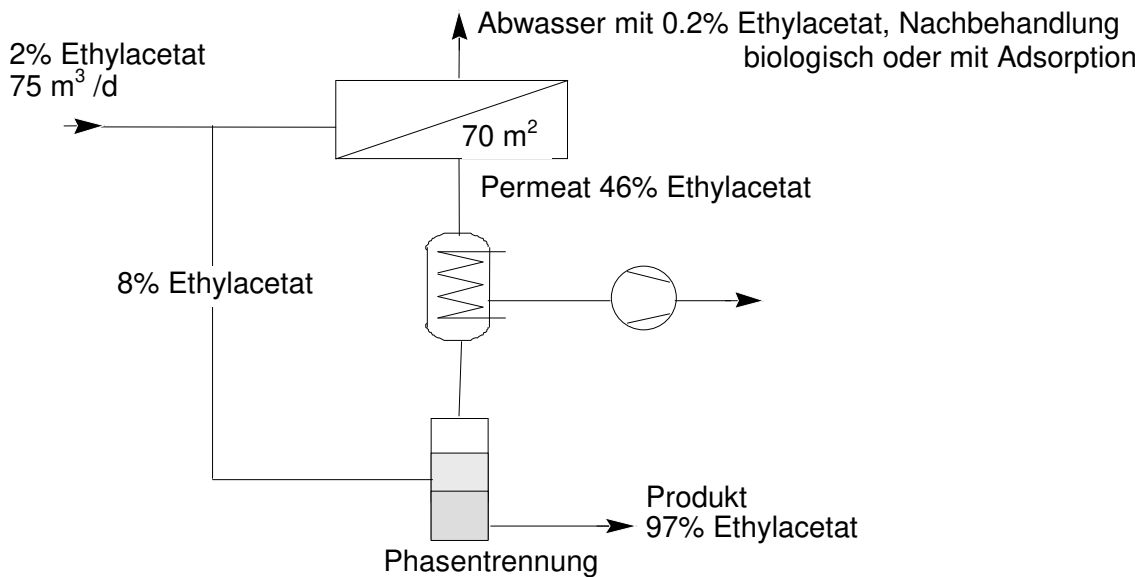 Abwasser mit 0.2% Ethylacetat, Nachbehandlung
biologisch oder mit Adsorption
2% Ethylacetat
75 m³ /d
70 m²
Permeat 46% Ethylacetat
8% Ethylacetat
Produkt
97% Ethylacetat
Phasentrennung